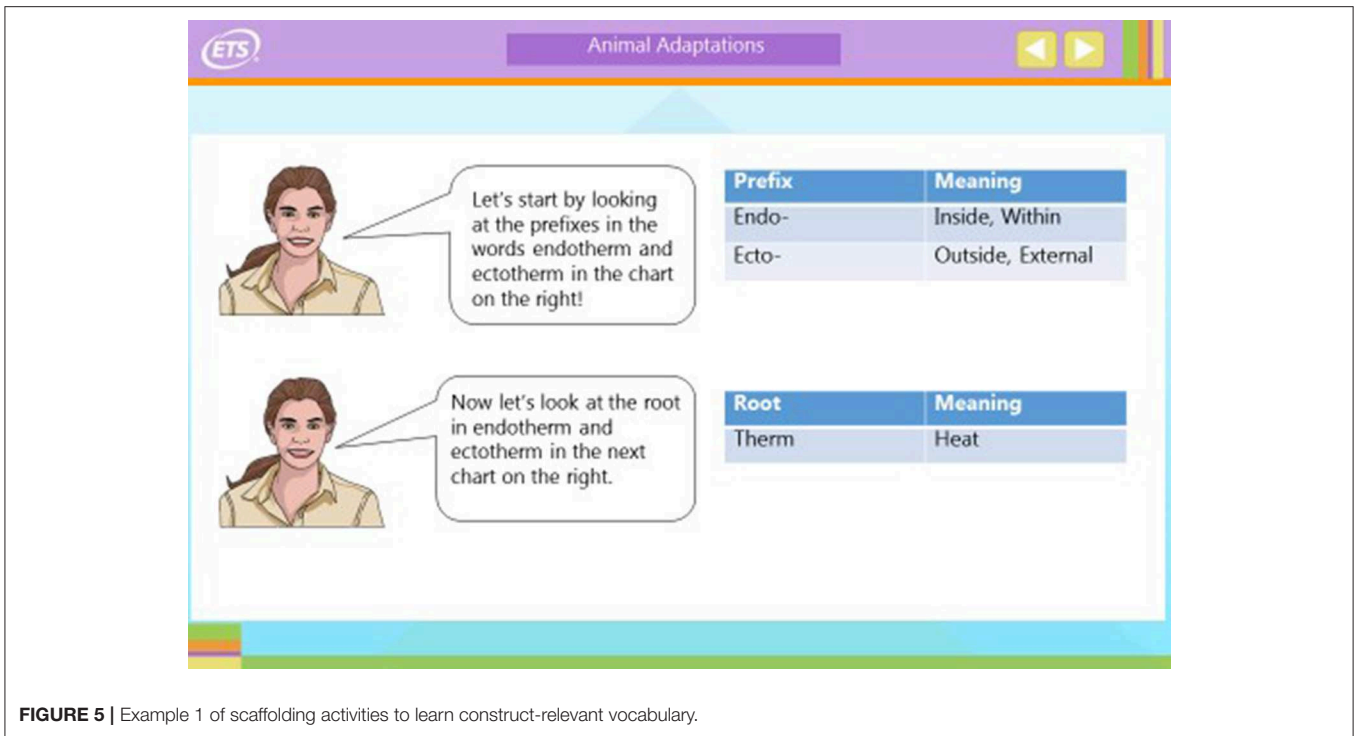 ETS
Animal Adaptations
Let's start by looking
at the prefixes in the
words endotherm and
ectotherm in the chart
on the right!
Prefix Meaning
Endo- Inside, Within
Ecto- Outside, External
Now let's look at the root
in endotherm and
ectotherm in the next
chart on the right.
Root Meaning
Therm Heat
FIGURE 5 | Example 1 of scaffolding activities to learn construct-relevant vocabulary.